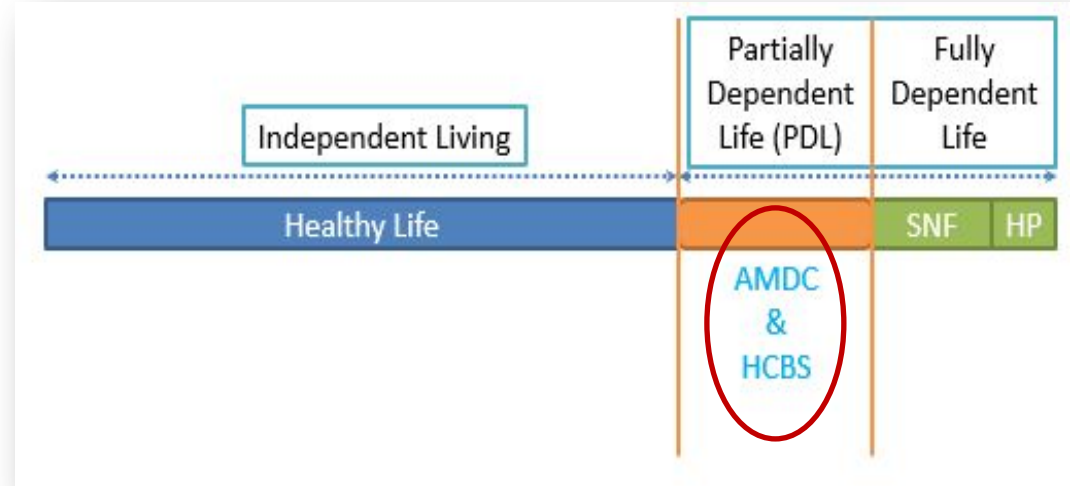 Independent Living
Partially
Dependent
Life (PDL)
Fully
Dependent
Life
Healthy Life
SNF
HP
AMDC
&
HCBS